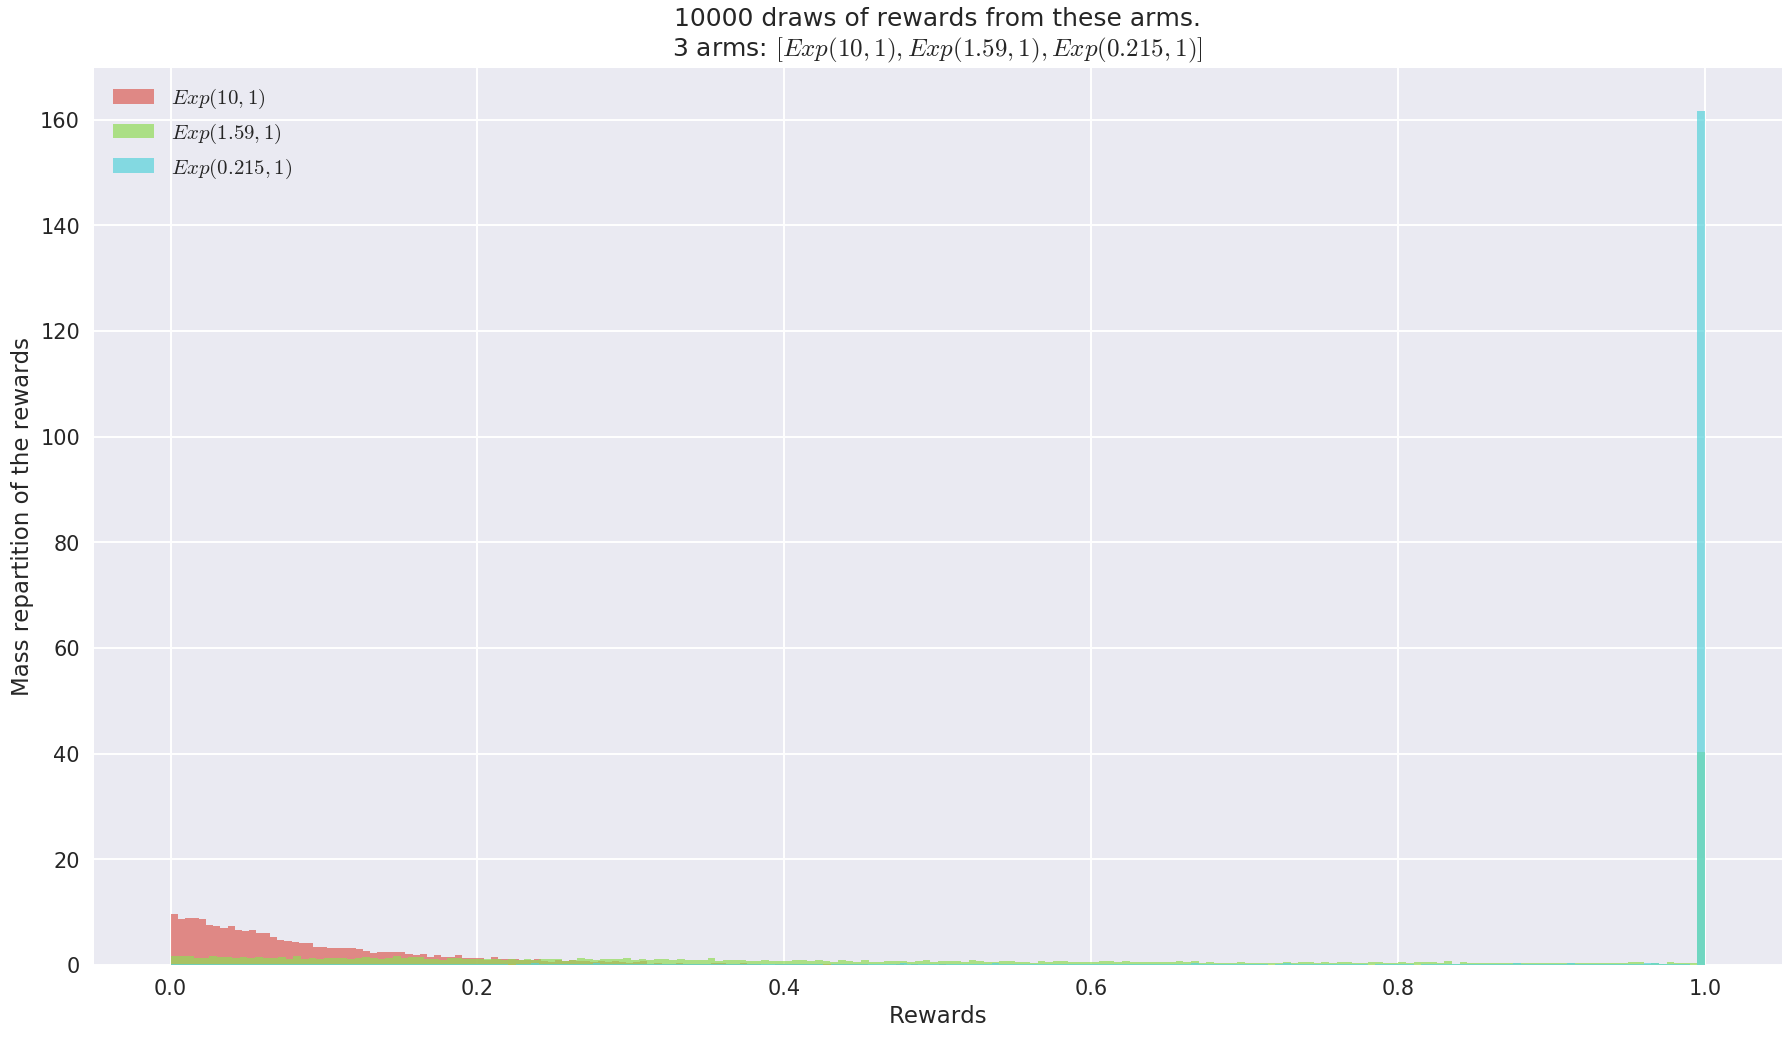 10000 draws of rewards from these arms.
3 arms: [Exp(10, 1), Exp(1.59, 1), Exp(0.215, 1)]
Exp(10, 1)
Exp(1.59, 1)
Exp(0.215, 1)
Mass repartition of the rewards
160
140
120
100
80
60
40
20
0
0.0 0.2 0.4 0.6 0.8 1.0
Rewards